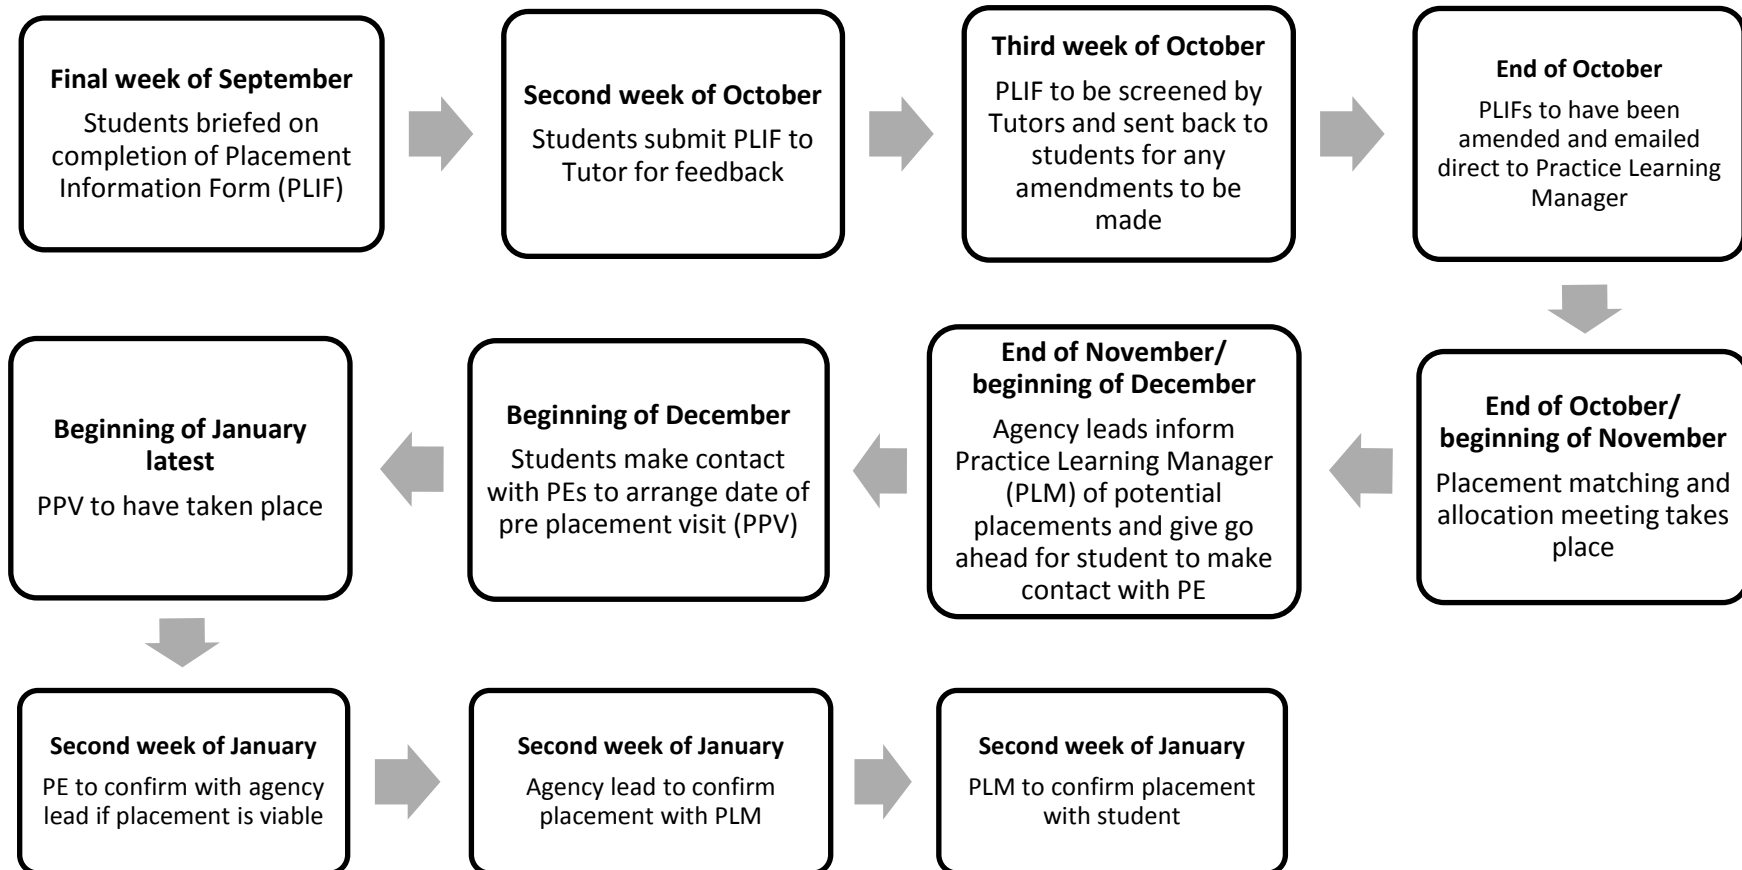 Final week of September
Students briefed on
completion of Placement
Information Form (PLIF)
Second week of October
Students submit PLIF to
Tutor for feedback
Third week of October
PLIF to be screened by
Tutors and sent back to
students for any
amendments to be
made
End of October
PLIFs to have been
amended and emailed
direct to Practice Learning
Manager
End of October/
beginning of November
Placement matching and
allocation meeting takes
place
End of November/
beginning of December
Agency leads inform
Practice Learning Manager
(PLM) of potential
placements and give go
ahead for student to make
contact with PE
Beginning of December
Students make contact
with PEs to arrange date of
pre placement visit (PPV)
Beginning of January
latest
PPV to have taken place
Second week of January
PE to confirm with agency
lead if placement is viable
Second week of January
Agency lead to confirm
placement with PLM
Second week of January
PLM to confirm placement
with student